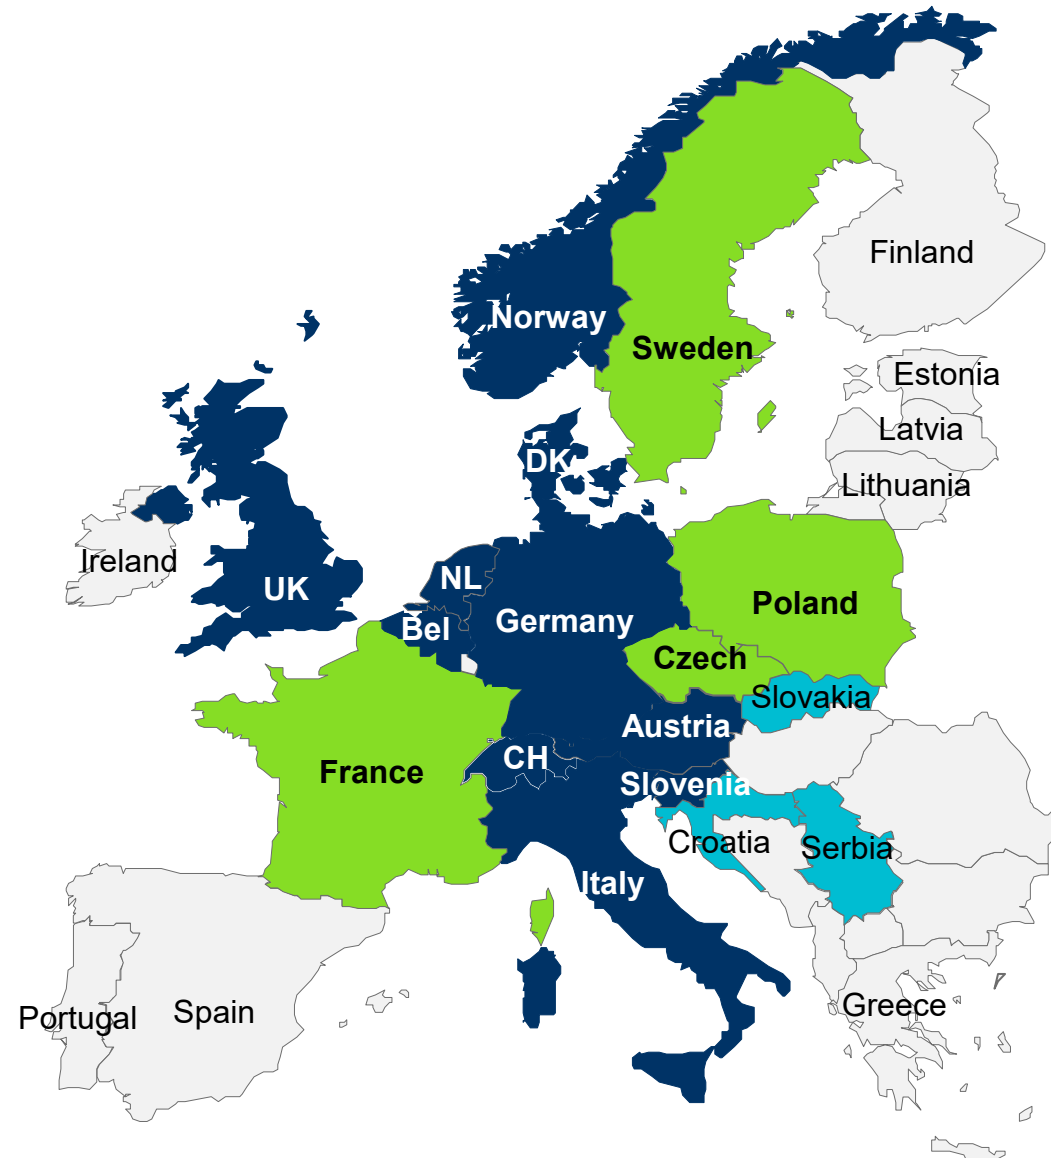 Finland
Norway
Sweden
Estonia
Latvia
DK
Lithuania
Ireland
NL
UK
Poland
Germany
Bel
Czech
Slovakia
Austria
CH
France
Slovenia
Croatia
Serbia
Italy
Greece
Spain
Portugal